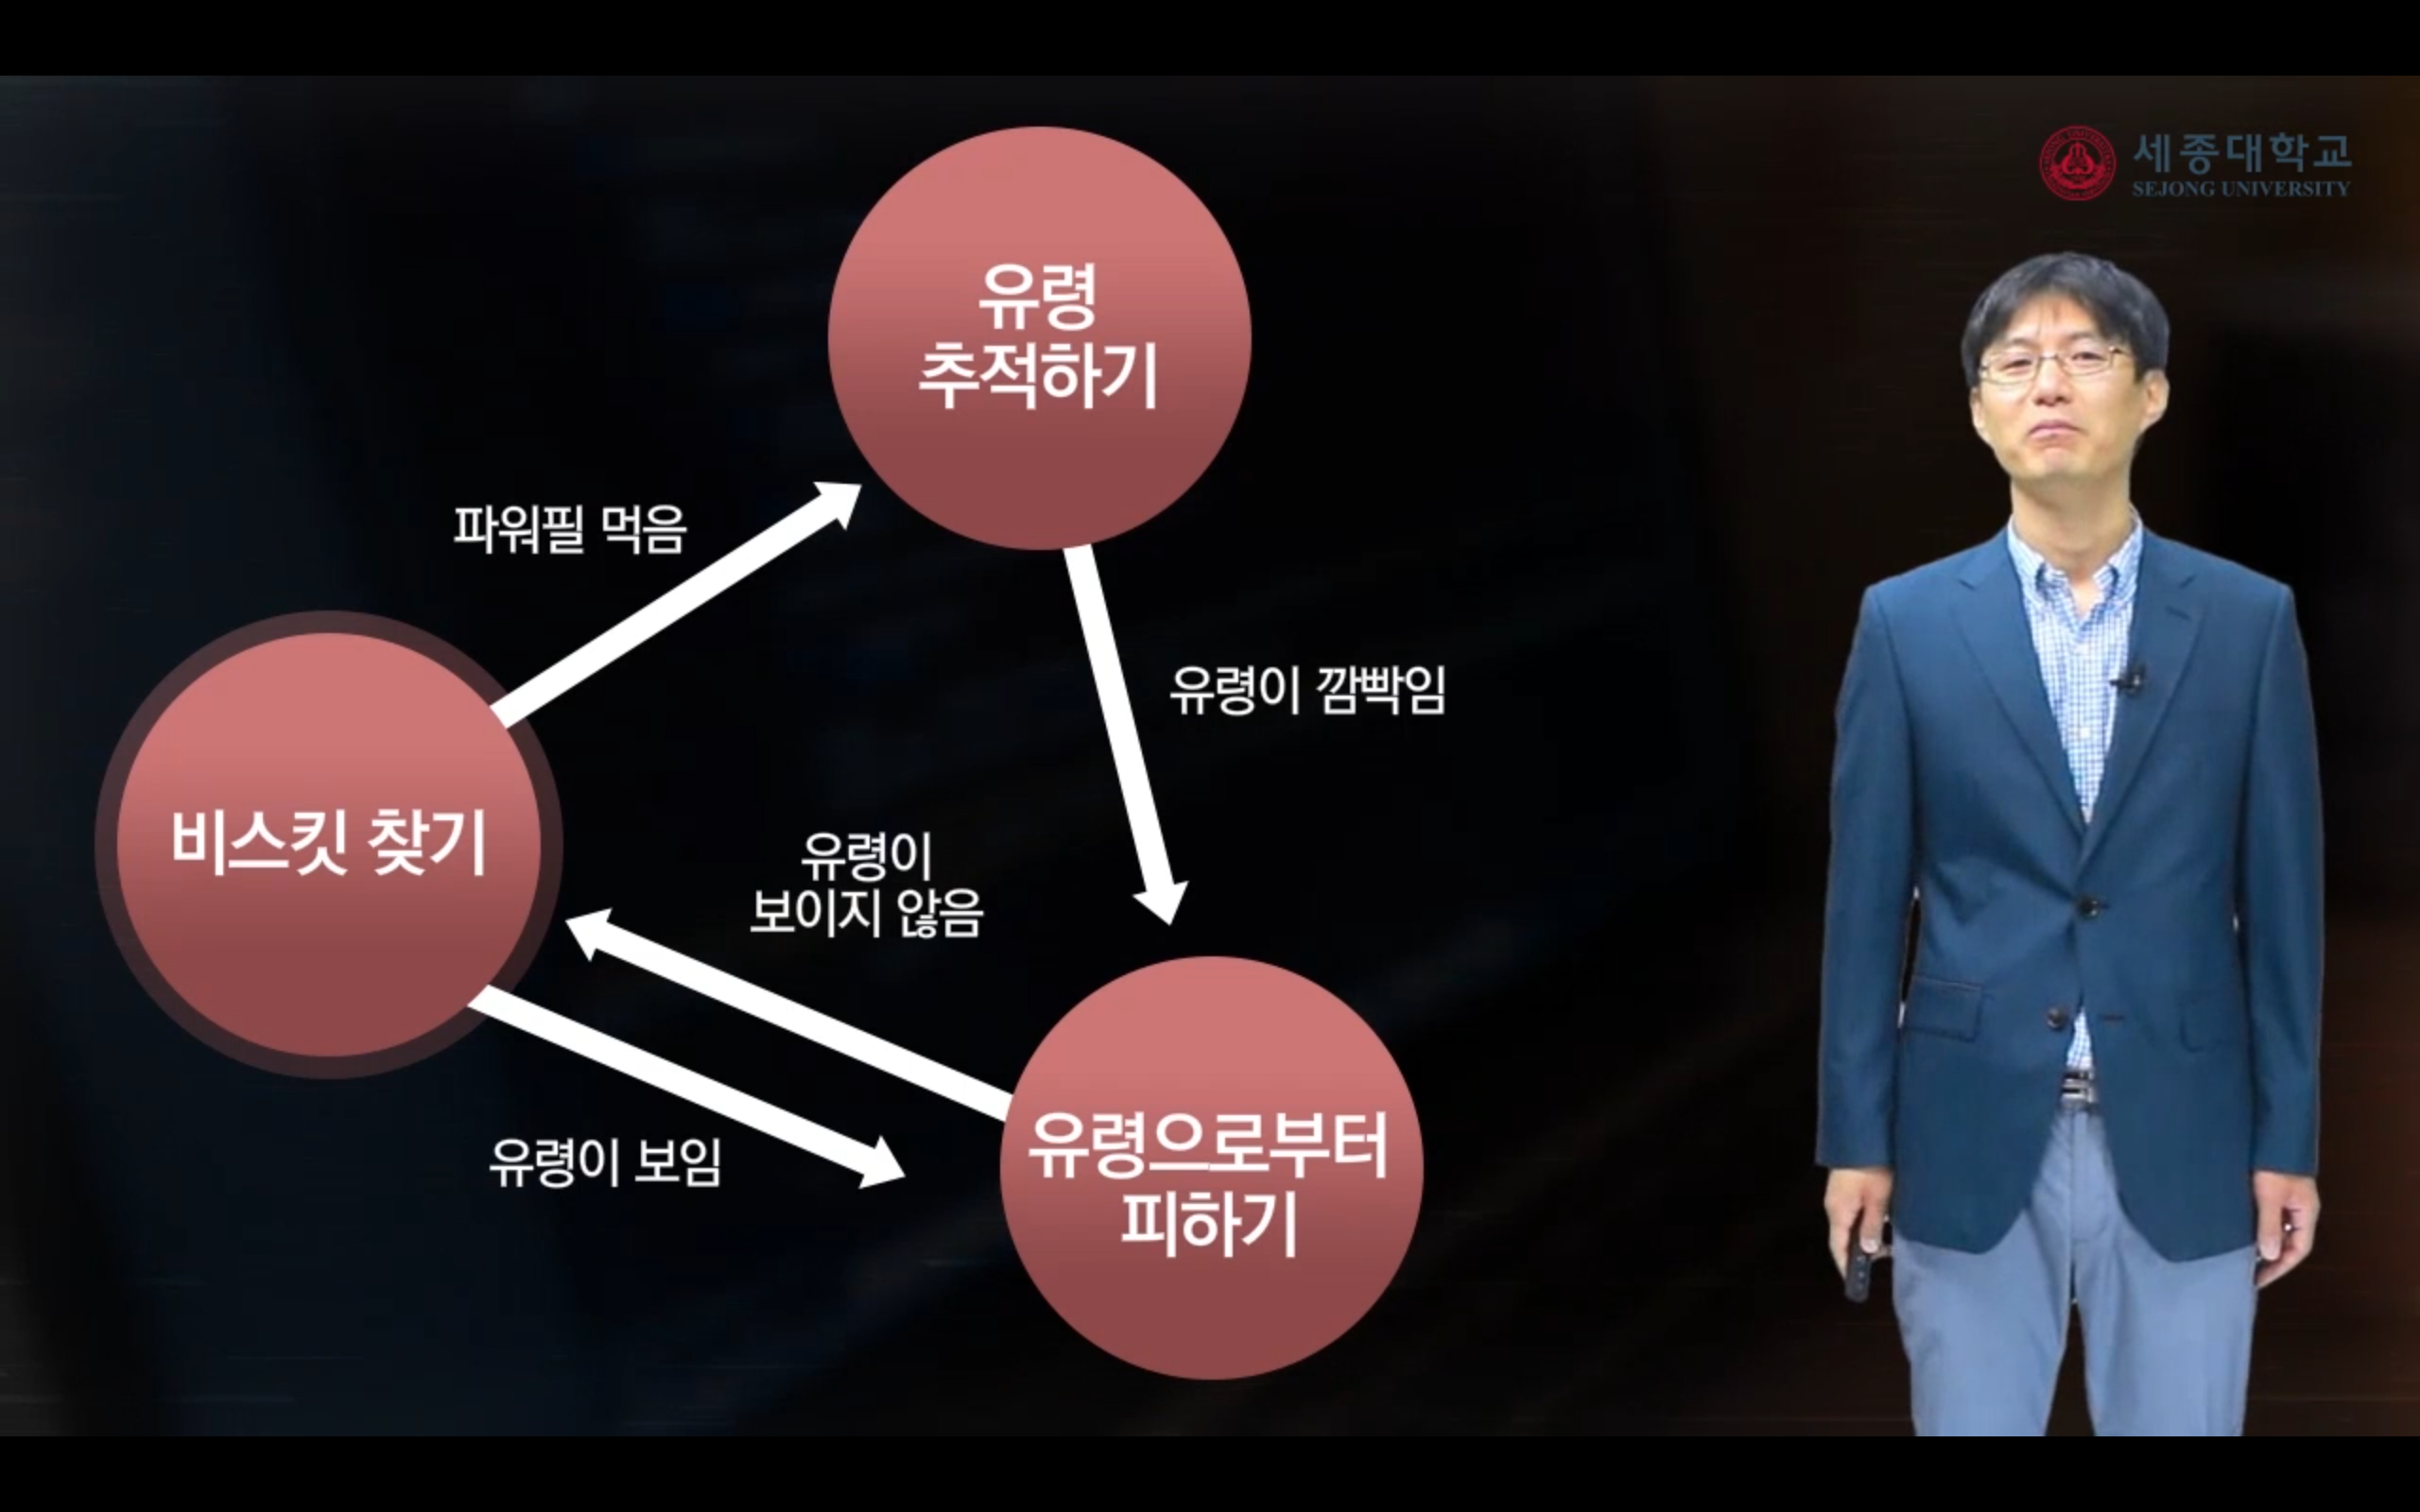 세종대학교
SEJONG UNIVERSITY
유령
추적하기
파워필 먹음
유령이 깜빡임
비스킷 찾기
유령이
보이지 않음
유령이 보임
유령으로부터
피하기